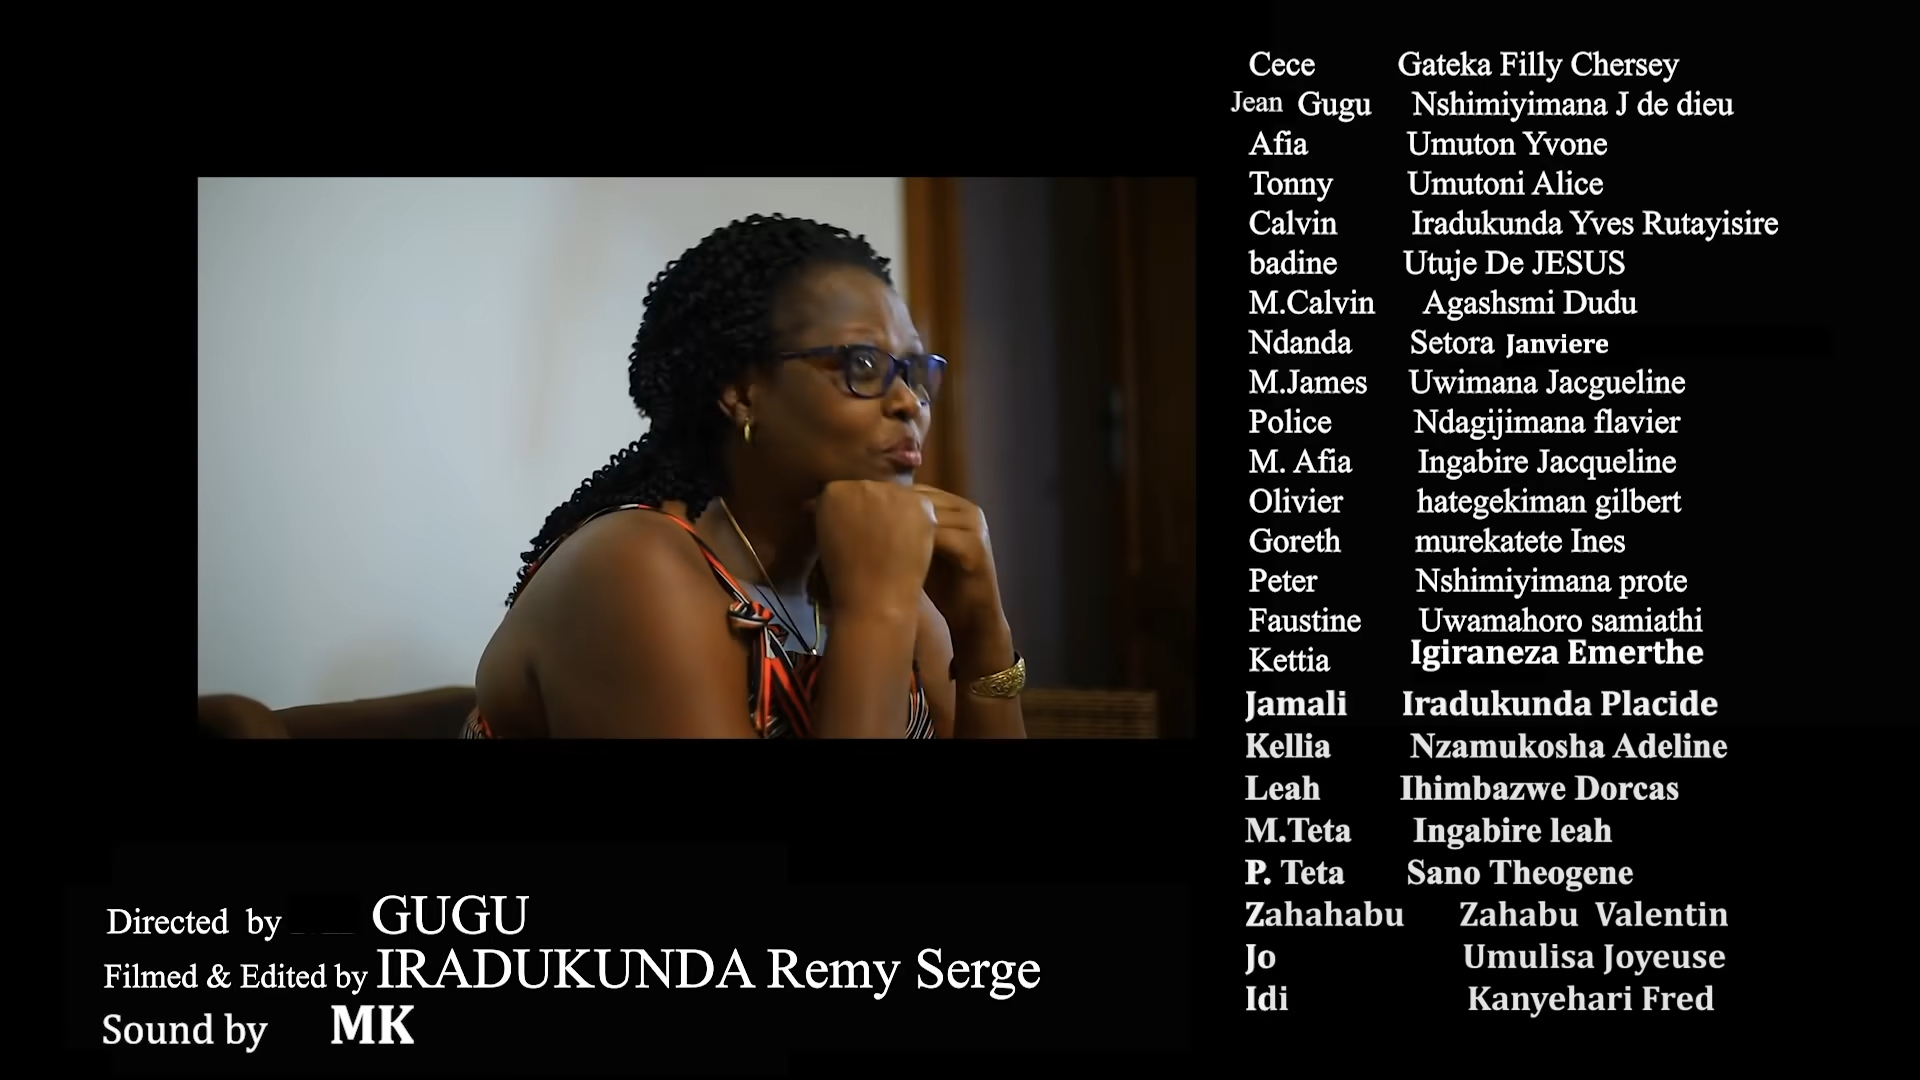 Cece Gateka Filly Chersey
Jean Gugu Nshimiyimana J de dieu
Afia Umuton Yvone
Tonny Umutoni Alice
Calvin Iradukunda Yves Rutayisire
badine Utuje De JESUS
M.Calvin Agashsmi Dudu
Ndanda Setora Janviere
M.James Uwimana Jacgueline
Police Ndagijimana flavier
M. Afia Ingabire Jacqueline
Olivier hategekiman gilbert
Goreth murekatete Ines
Peter Nshimiyimana prote
Faustine Uwamahoro samiathi
Kettia Igiraneza Emerthe
Jamali Iradukunda Placide
Kellia Nzamukosha Adeline
Leah Ihimbazwe Dorcas
M.Teta Ingabire leah
P. Teta Sano Theogene
Zahahabu Zahabu Valentin
Jo Umulisa Joyeuse
Idi Kanyehari Fred
Directed by GUGU
Filmed & Edited by IRADUKUNDA Remy Serge
Sound by MK